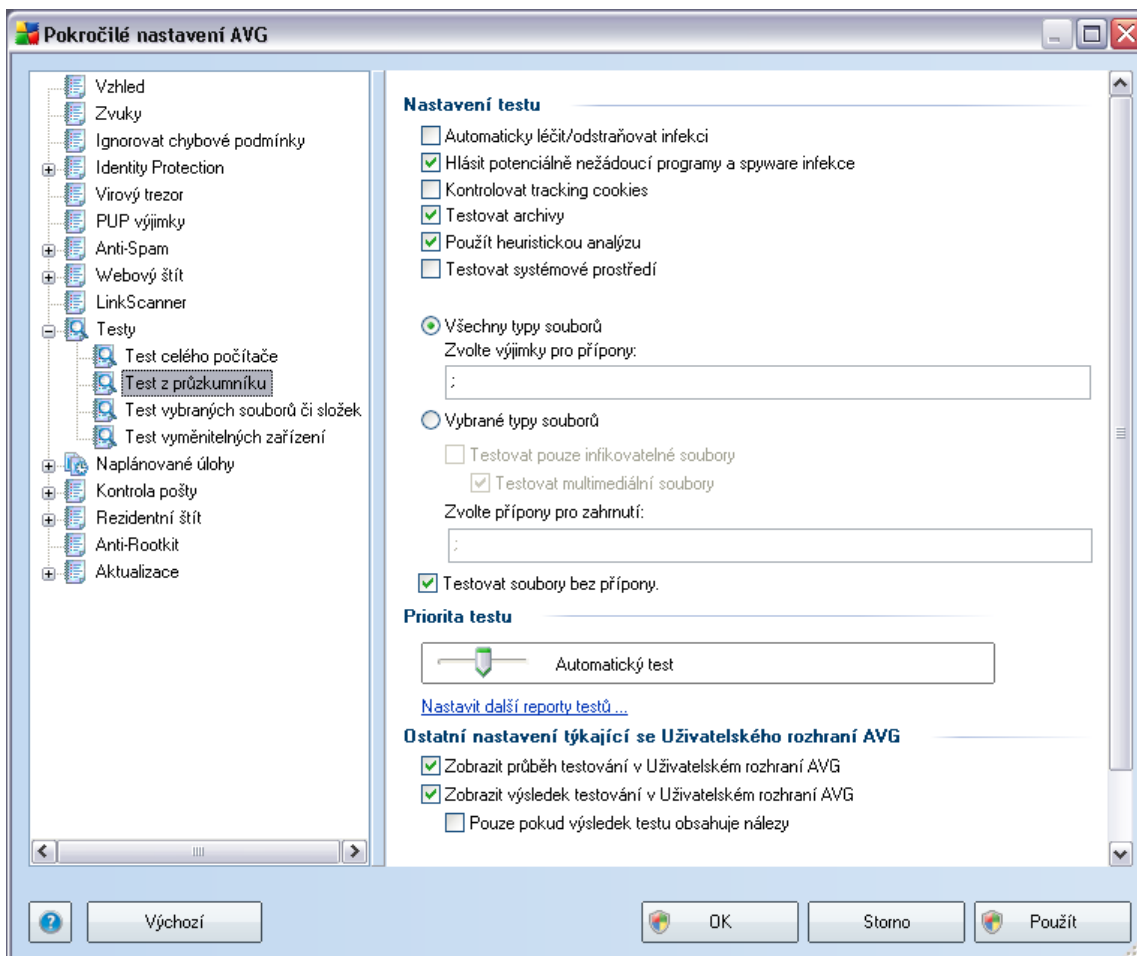 Pokročilé nastavení AVG
Vzhled
Zvuky
Ignorovat chybové podmínky
Identity Protection
Virový trezor
PUP výjimky
Anti-Spam
Webový štít
LinkScanner
Testy
Test celého počítače
Test z průzkumníku
Test vybraných souborů či složek
Test vyměnitelných zařízení
Naplánované úlohy
Kontrola pošty
Rezidentní štít
Anti-Rootkit
Aktualizace
Nastavení testu
Automaticky léčit/odstraňovat infekci
Hlásit potenciálně nežádoucí programy a spyware infekce
Kontrolovat tracking cookies
Testovat archivy
Použít heuristickou analýzu
Testovat systémové prostředí
Všechny typy souborů
Zvolte výjimky pro přípony:
;
Vybrané typy souborů
Testovat pouze infikovatelné soubory
Testovat multimediální soubory
Zvolte přípony pro zahrnutí:
;
Testovat soubory bez přípony.
Priorita testu
Automatický test
Nastavit další reporty testů ...
Ostatní nastavení týkající se Uživatelského rozhraní AVG
Zobrazit průběh testování v Uživatelském rozhraní AVG
Zobrazit výsledek testování v Uživatelském rozhraní AVG
Pouze pokud výsledek testu obsahuje nálezy
? Výchozí OK Storno Použít